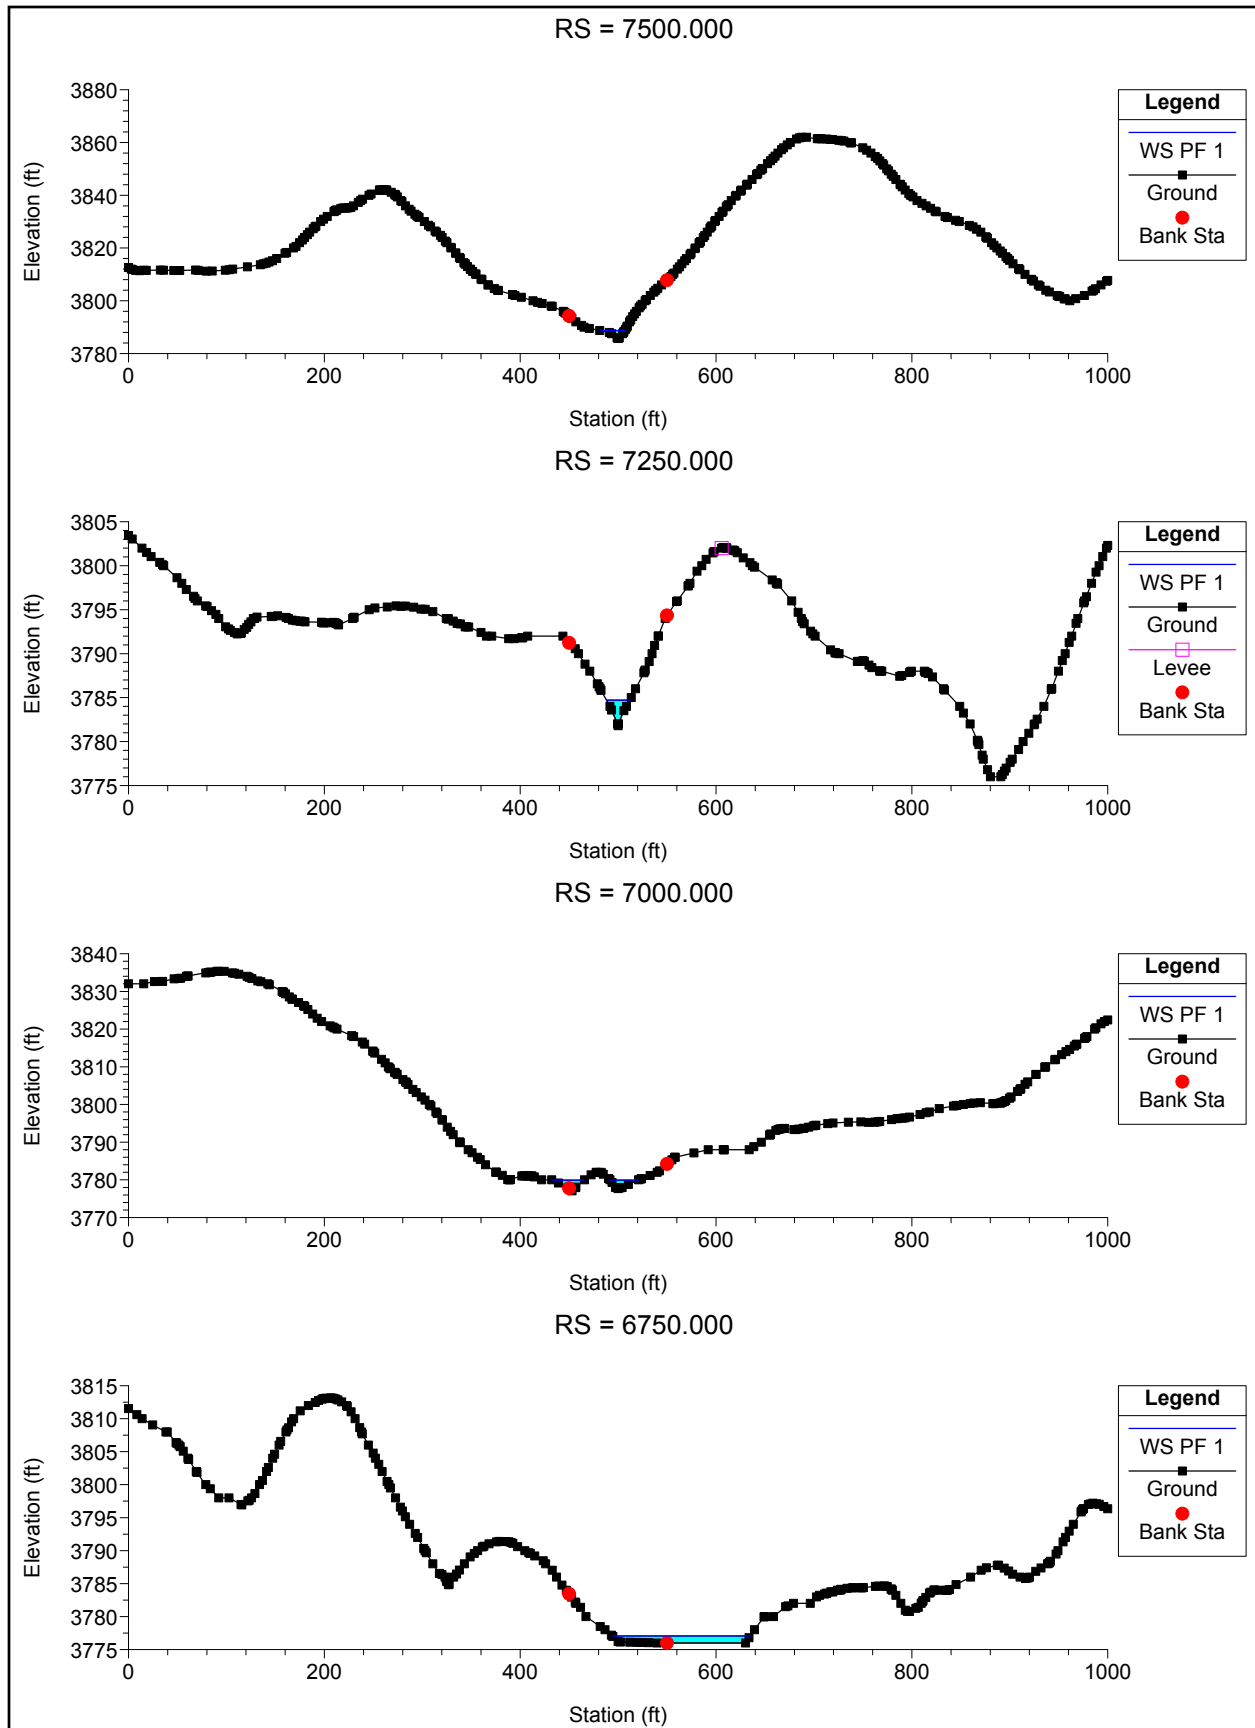 RS = 7500.000
3880
3860
3840
3820
3800
3780
Elevation (ft)
0 200 400 600 800 1000
Station (ft)
Legend
WS PF 1
Ground
Bank Sta
RS = 7250.000
3805
3800
3795
3790
3785
3780
3775
Elevation (ft)
0 200 400 600 800 1000
Station (ft)
Legend
WS PF 1
Ground
Levee
Bank Sta
RS = 7000.000
3840
3830
3820
3810
3800
3790
3780
3770
Elevation (ft)
0 200 400 600 800 1000
Station (ft)
Legend
WS PF 1
Ground
Bank Sta
RS = 6750.000
3815
3810
3805
3800
3795
3790
3785
3780
3775
Elevation (ft)
0 200 400 600 800 1000
Station (ft)
Legend
WS PF 1
Ground
Bank Sta